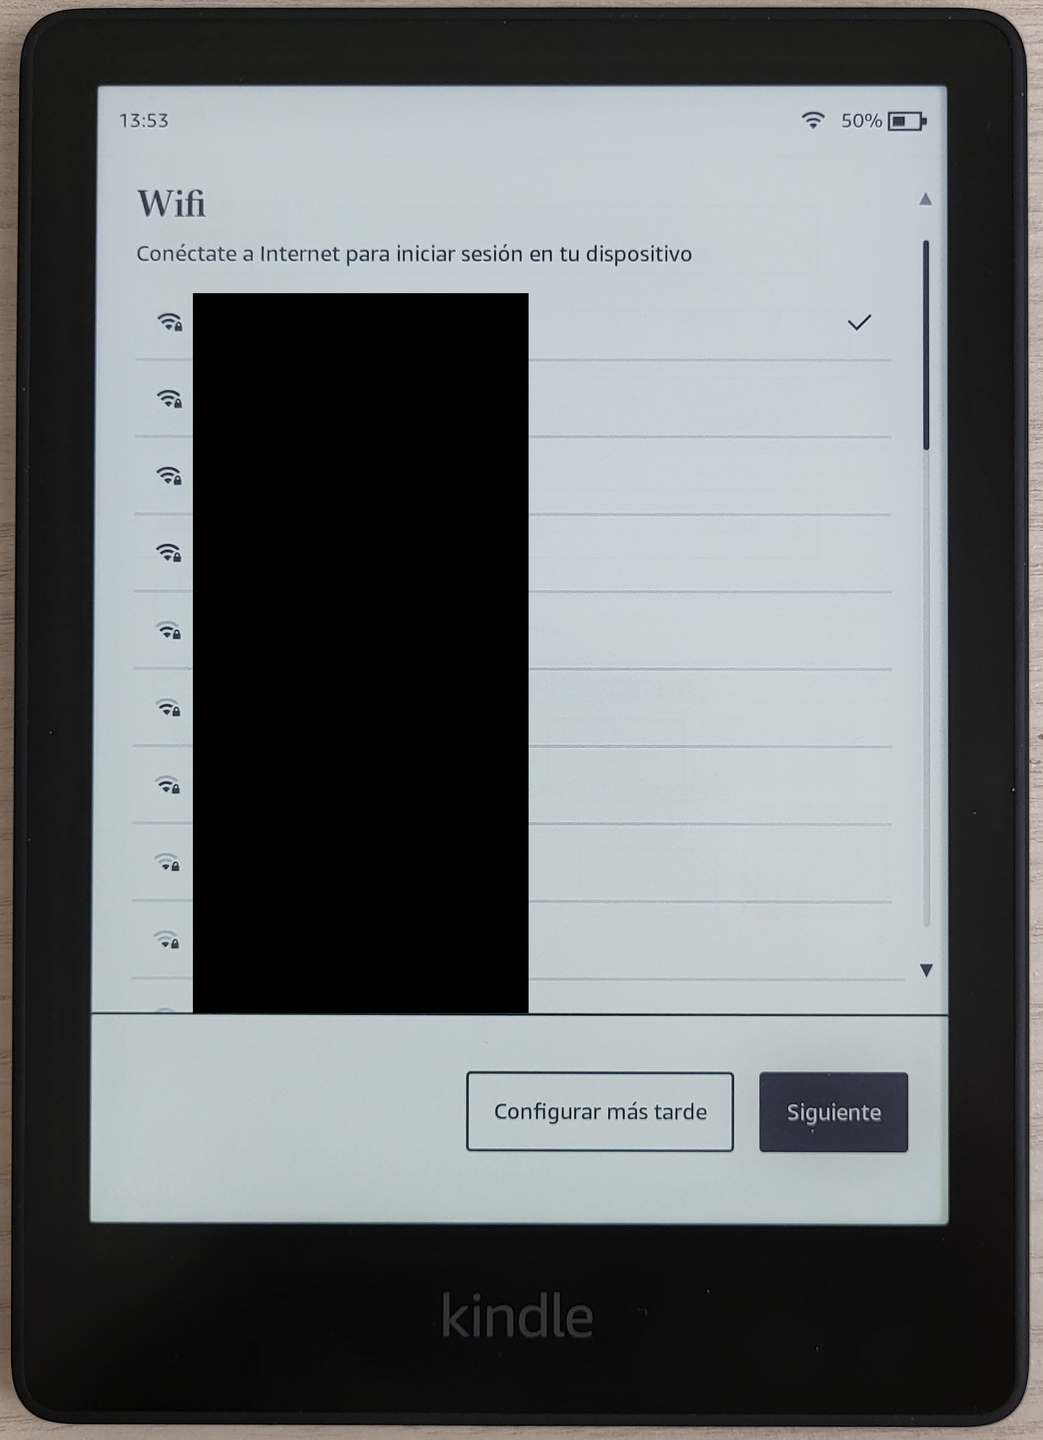 13:53
50%
Wifi
Conéctate a Internet para iniciar sesión en tu dispositivo
Configurar más tarde
Siguiente
kindle